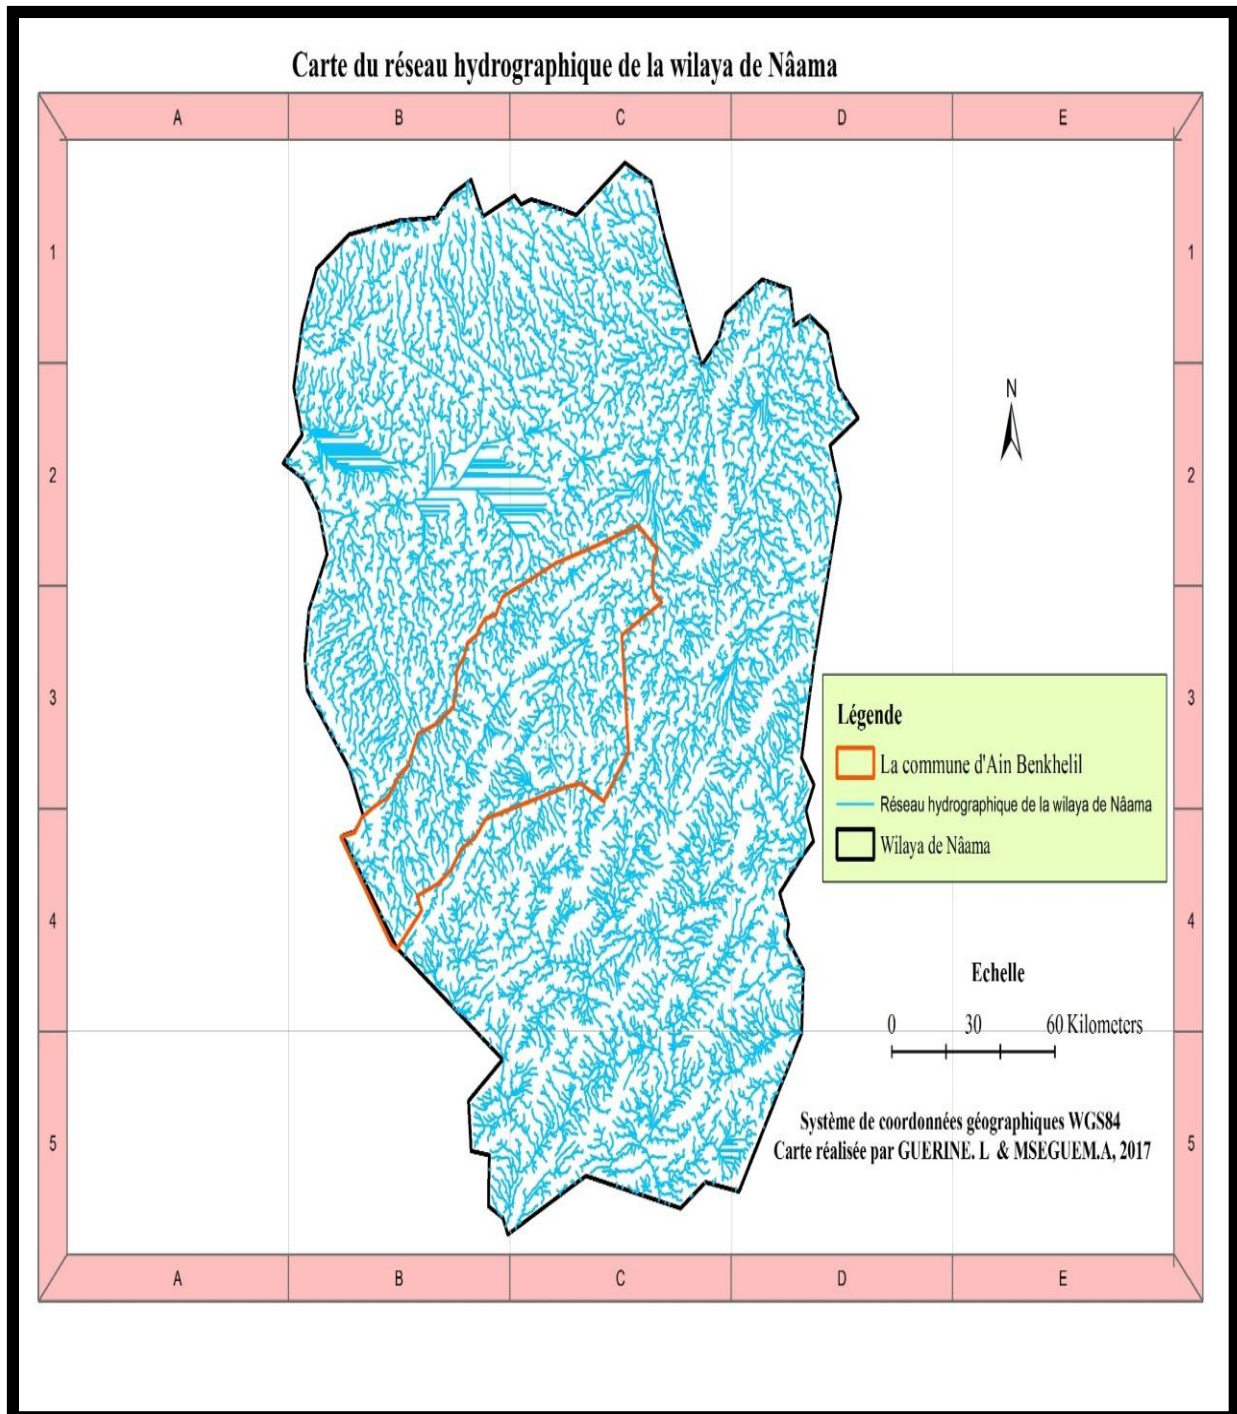 Carte du réseau hydrographique de la wilaya de Nâama
A B C D E
1 1
N
2 2
3 3
Légende
La commune d'Ain Benkhelil
Réseau hydrographique de la wilaya de Nâama
Wilaya de Nâama
4 4
Echelle
0 30 60 Kilometers
Système de coordonnées géographiques WGS84
5 5
Carte réalisée par GUERINE. L & MSEGUEM.A, 2017
A B C D E